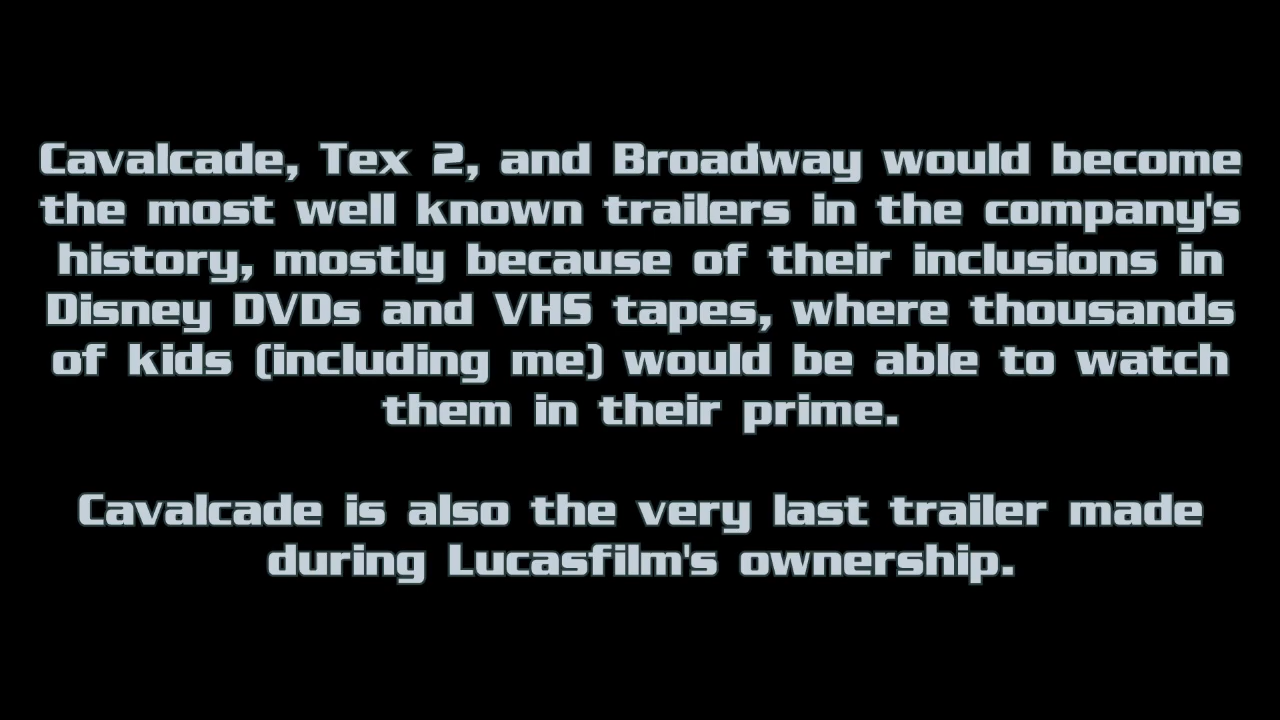 Cavalcade, Tex 2, and Broadway would become
the most well known trailers in the company's
history, mostly because of their inclusions in
Disney DVDs and VHS tapes, where thousands
of kids (including me) would be able to watch
them in their prime.
Cavalcade is also the very last trailer made
during Lucasfilm's ownership.